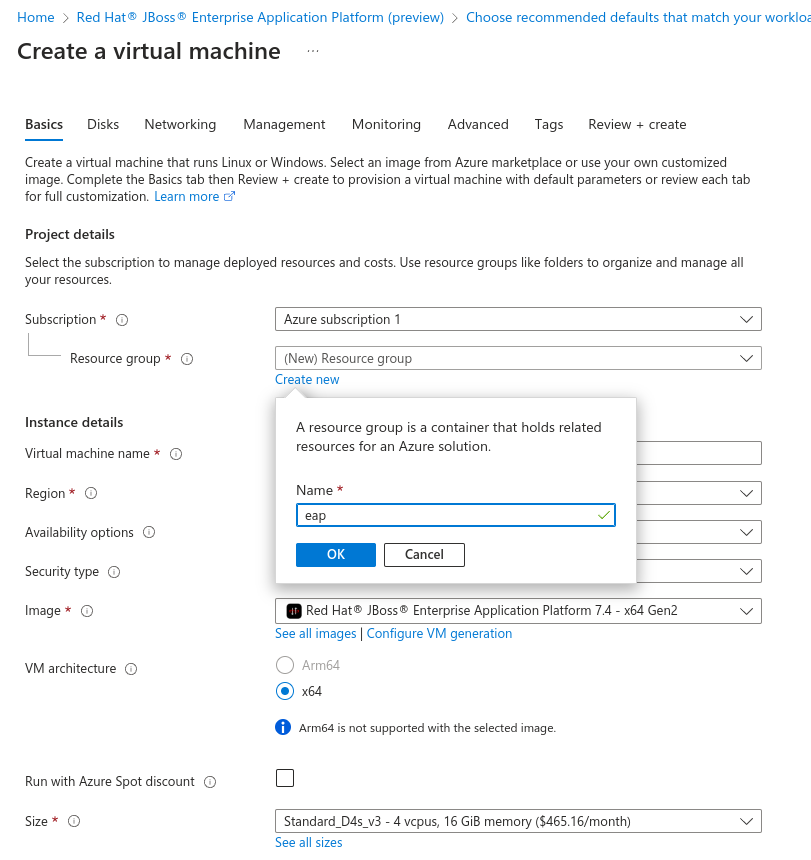 Home > Red Hat® JBoss® Enterprise Application Platform (preview) > Choose recommended defaults that match your workloa
Create a virtual machine ...
Basics Disks Networking Management Monitoring Advanced Tags Review + create
Create a virtual machine that runs Linux or Windows. Select an image from Azure marketplace or use your own customized
image. Complete the Basics tab then Review + create to provision a virtual machine with default parameters or review each tab
for full customization. Learn more
Project details
Select the subscription to manage deployed resources and costs. Use resource groups like folders to organize and manage all
your resources.
Subscription * Azure subscription 1
Resource group * (New) Resource group
Create new
A resource group is a container that holds related
resources for an Azure solution.
Name *
eap
OK Cancel
Instance details
Virtual machine name *
Region *
Availability options
Security type
Image * Red Hat® JBoss® Enterprise Application Platform 7.4 - x64 Gen2
See all images | Configure VM generation
VM architecture
Arm64
x64
Arm64 is not supported with the selected image.
Run with Azure Spot discount
Size * Standard_D4s_v3 - 4 vcpus, 16 GiB memory ($465.16/month)
See all sizes